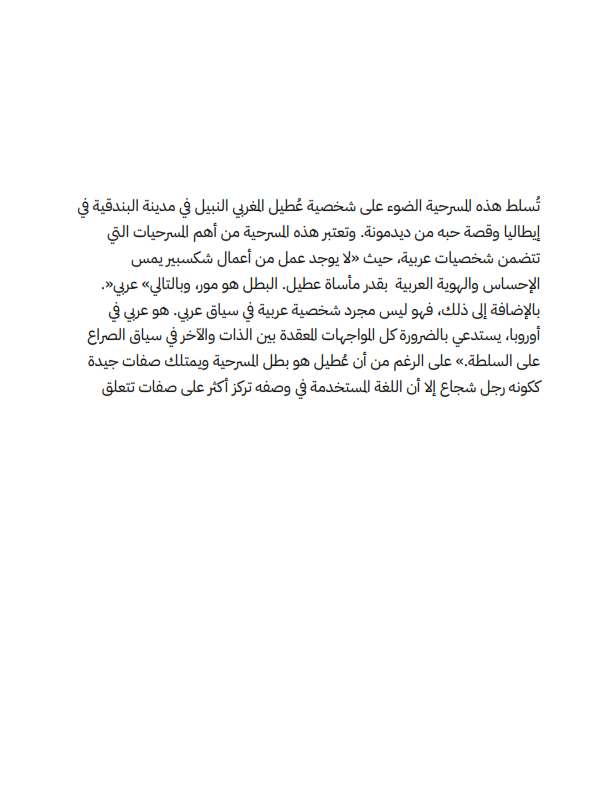 تُسلط هذه المسرحية الضوء على شخصية عُطيل المغربي النبيل في مدينة البندقية في
إيطاليا وقصة حبه من ديدمونة. وتعتبر هذه المسرحية من أهم المسرحيات التي
تتضمن شخصيات عربية، حيث «لا يوجد عمل من أعمال شكسبير يمس
الإحساس والهوية العربية  بقدر مأساة عطيل. البطل هو مور، وبالتالي» عربي«.
بالإضافة إلى ذلك، فهو ليس مجرد شخصية عربية في سياق عربي. هو عربي في
أوروبا، يستدعي بالضرورة كل المواجهات المعقدة بين الذات والآخر في سياق الصراع
على السلطة.» على الرغم من أن عُطيل هو بطل المسرحية ويمتلك صفات جيدة
ككونه رجل شجاع إلا أن اللغة المستخدمة في وصفه تركز أكثر على صفات تتعلق